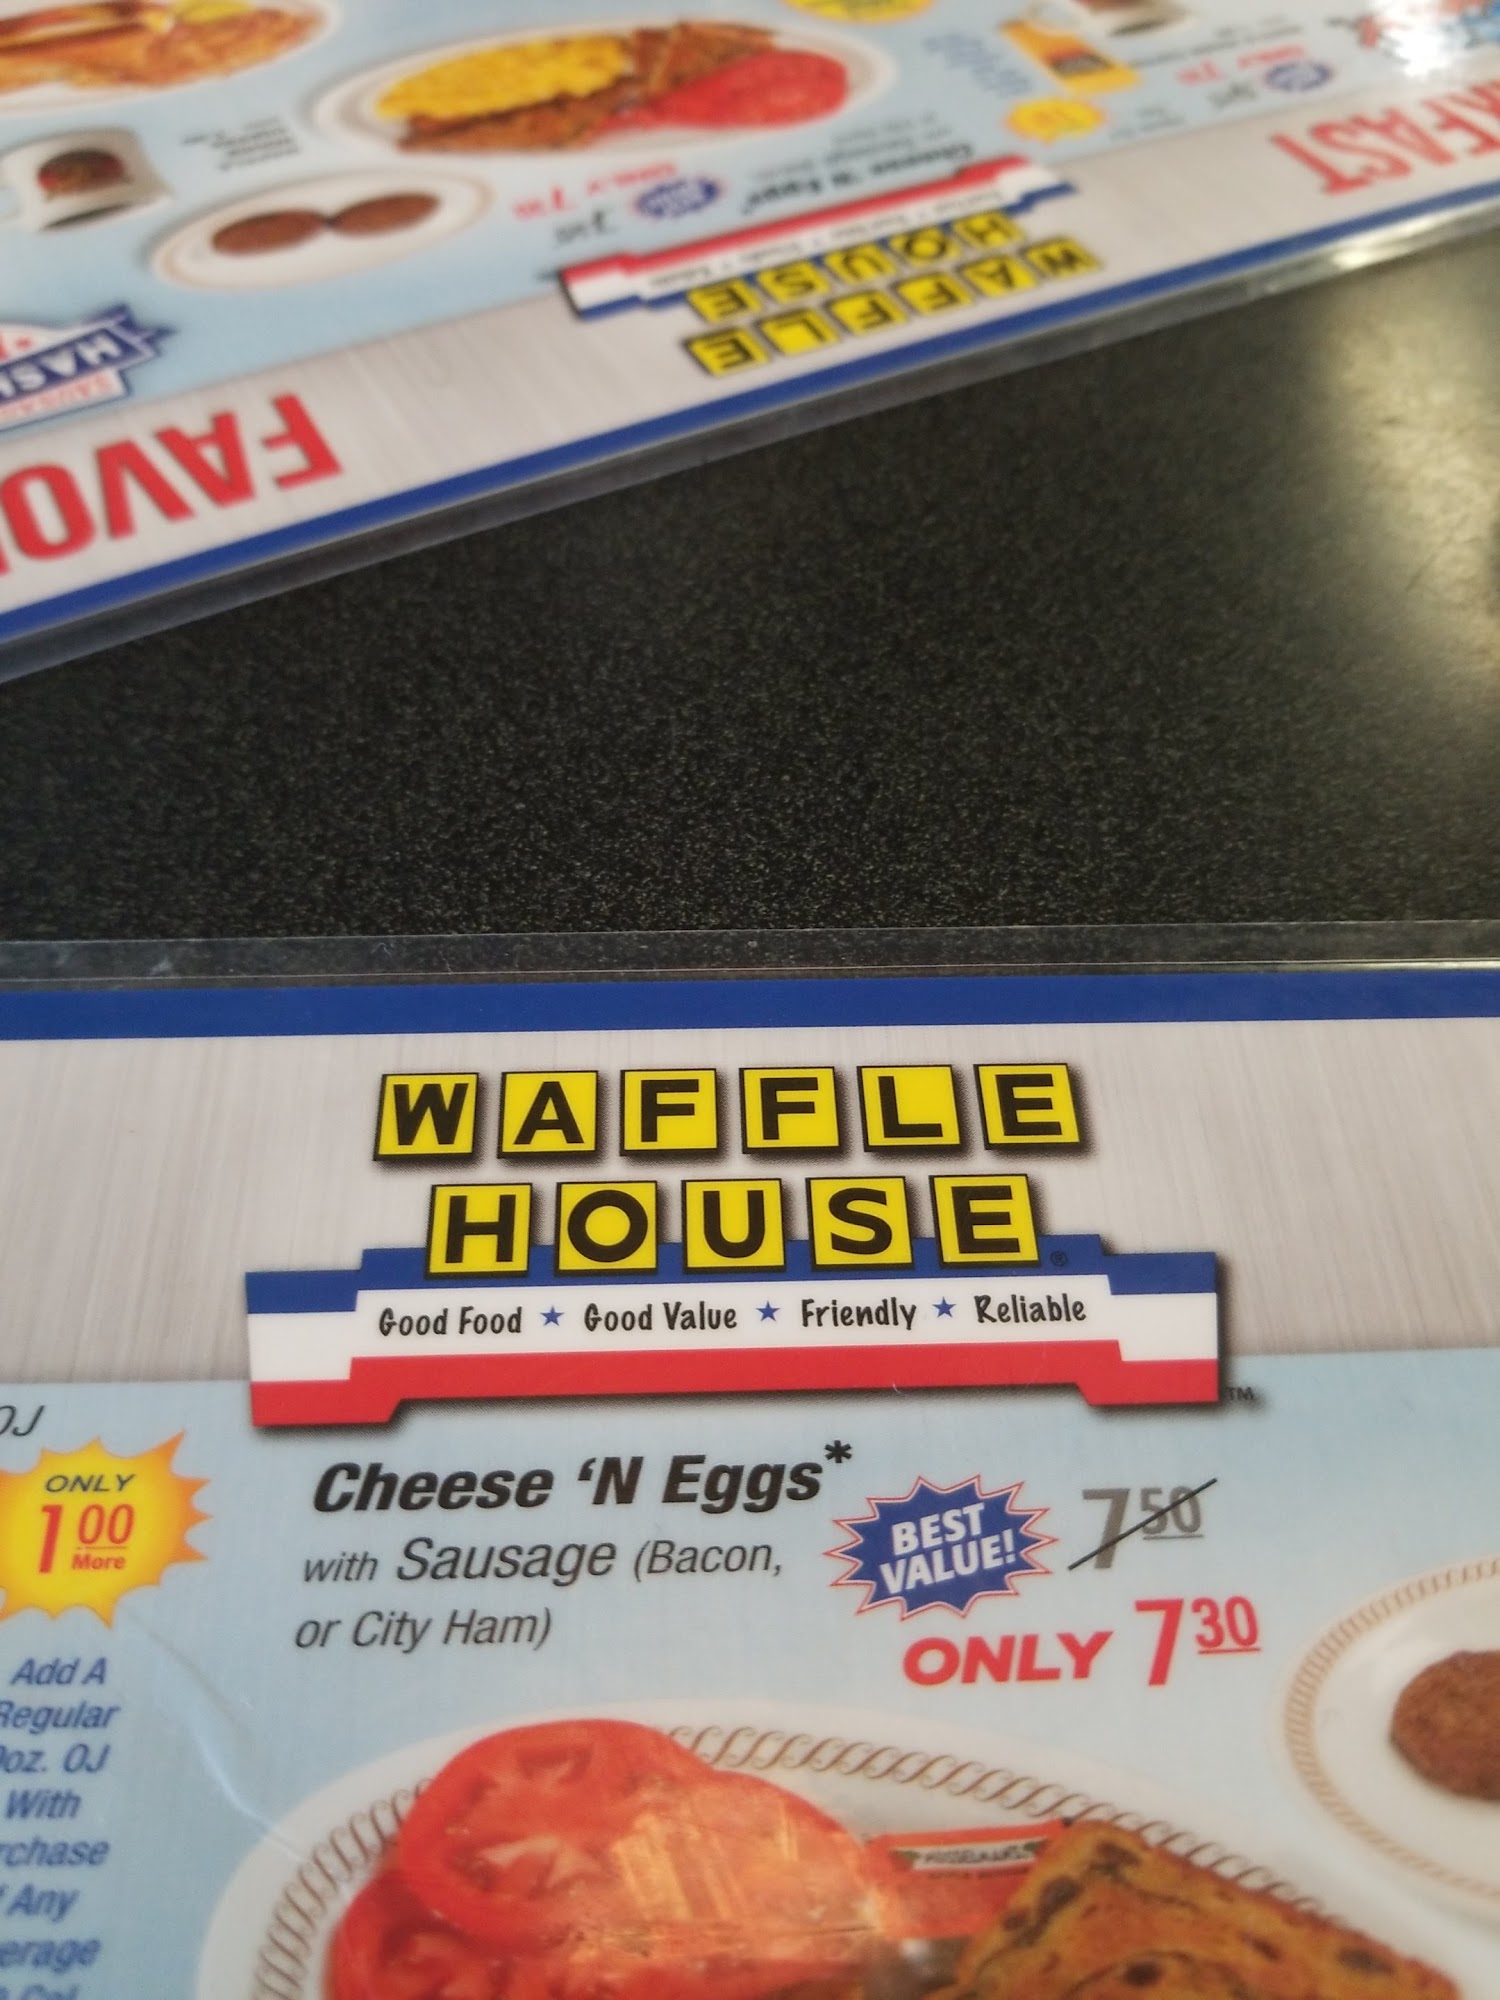 FAVO
WAFFLE
HOUSE
WAFFLE
HOUSE
Good Food ★ Good Value ★ Friendly ★ Reliable
TM
OJ
ONLY
1 00
More
Cheese 'N Eggs*
with Sausage (Bacon,
or City Ham)
BEST
VALUE!
7 50
ONLY 7 30
Add A
Regular
oz. OJ
With
rchase
Any
erage